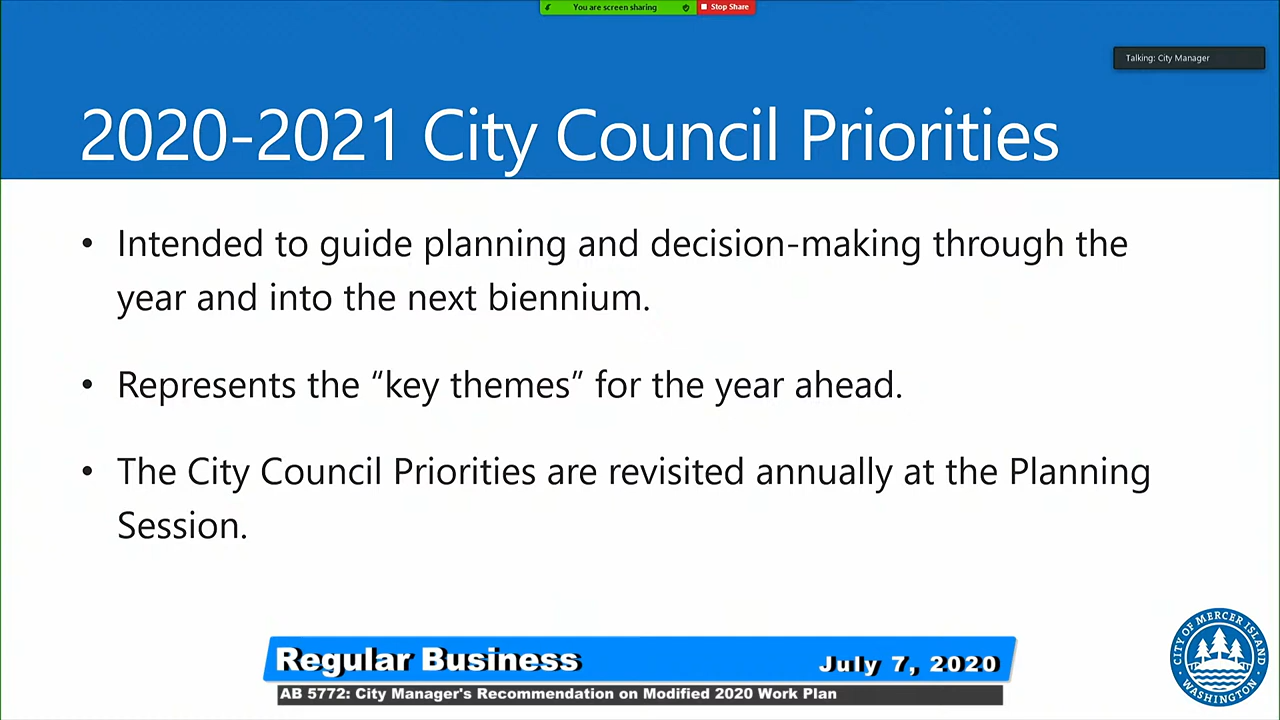 You are screen sharing
Stop Share
Talking: City Manager
2020-2021 City Council Priorities
• Intended to guide planning and decision-making through the
year and into the next biennium.
• Represents the “key themes” for the year ahead.
• The City Council Priorities are revisited annually at the Planning
Session.
Regular Business
July 7, 2020
AB 5772: City Manager's Recommendation on Modified 2020 Work Plan
CITY OF MERCER ISLAND
WASHINGTON